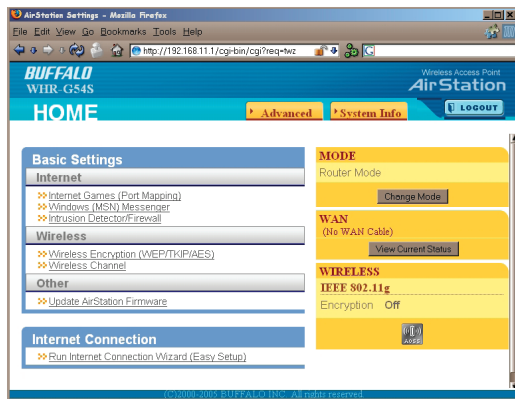 AirStation Settings - Mozilla Firefox
File Edit View Go Bookmarks Tools Help
http://192.168.11.1/cgi-bin/cgi?req=twz
BUFFALO
WHR-G54S
Wireless Access Point
AirStation
HOME
Advanced
System Info
LOGOUT
Basic Settings
Internet
Internet Games (Port Mapping)
Windows (MSN) Messenger
Intrusion Detector/Firewall
Wireless
Wireless Encryption (WEP/TKIP/AES)
Wireless Channel
Other
Update AirStation Firmware
Internet Connection
Run Internet Connection Wizard (Easy Setup)
MODE
Router Mode
Change Mode
WAN
(No WAN Cable)
View Current Status
WIRELESS
IEEE 802.11g
Encryption Off
AOSS
(C)2000-2005 BUFFALO INC. All rights reserved.